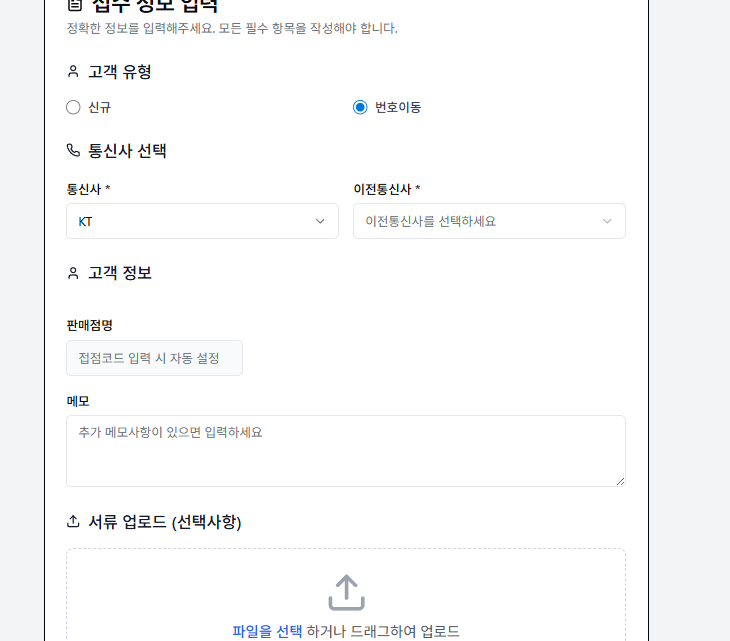 접수 정보 입력
정확한 정보를 입력해주세요. 모든 필수 항목을 작성해야 합니다.
고객 유형
신규
번호이동
통신사 선택
통신사 *
이전통신사 *
KT
이전통신사를 선택하세요
고객 정보
판매점명
접점코드 입력 시 자동 설정
메모
추가 메모사항이 있으면 입력하세요
서류 업로드 (선택사항)
파일을 선택 하거나 드래그하여 업로드